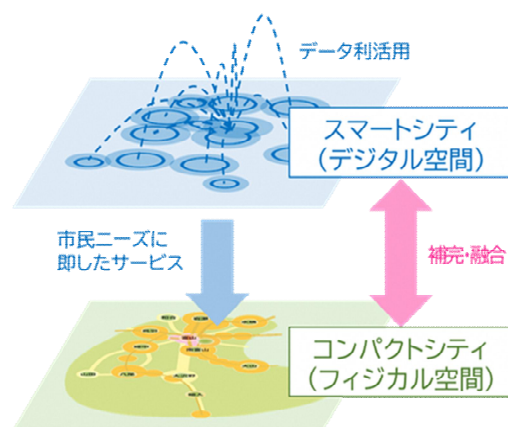 データ利活用
スマートシティ
（デジタル空間）
市民ニーズに
即したサービス
補完・融合
コンパクトシティ
（フィジカル空間）